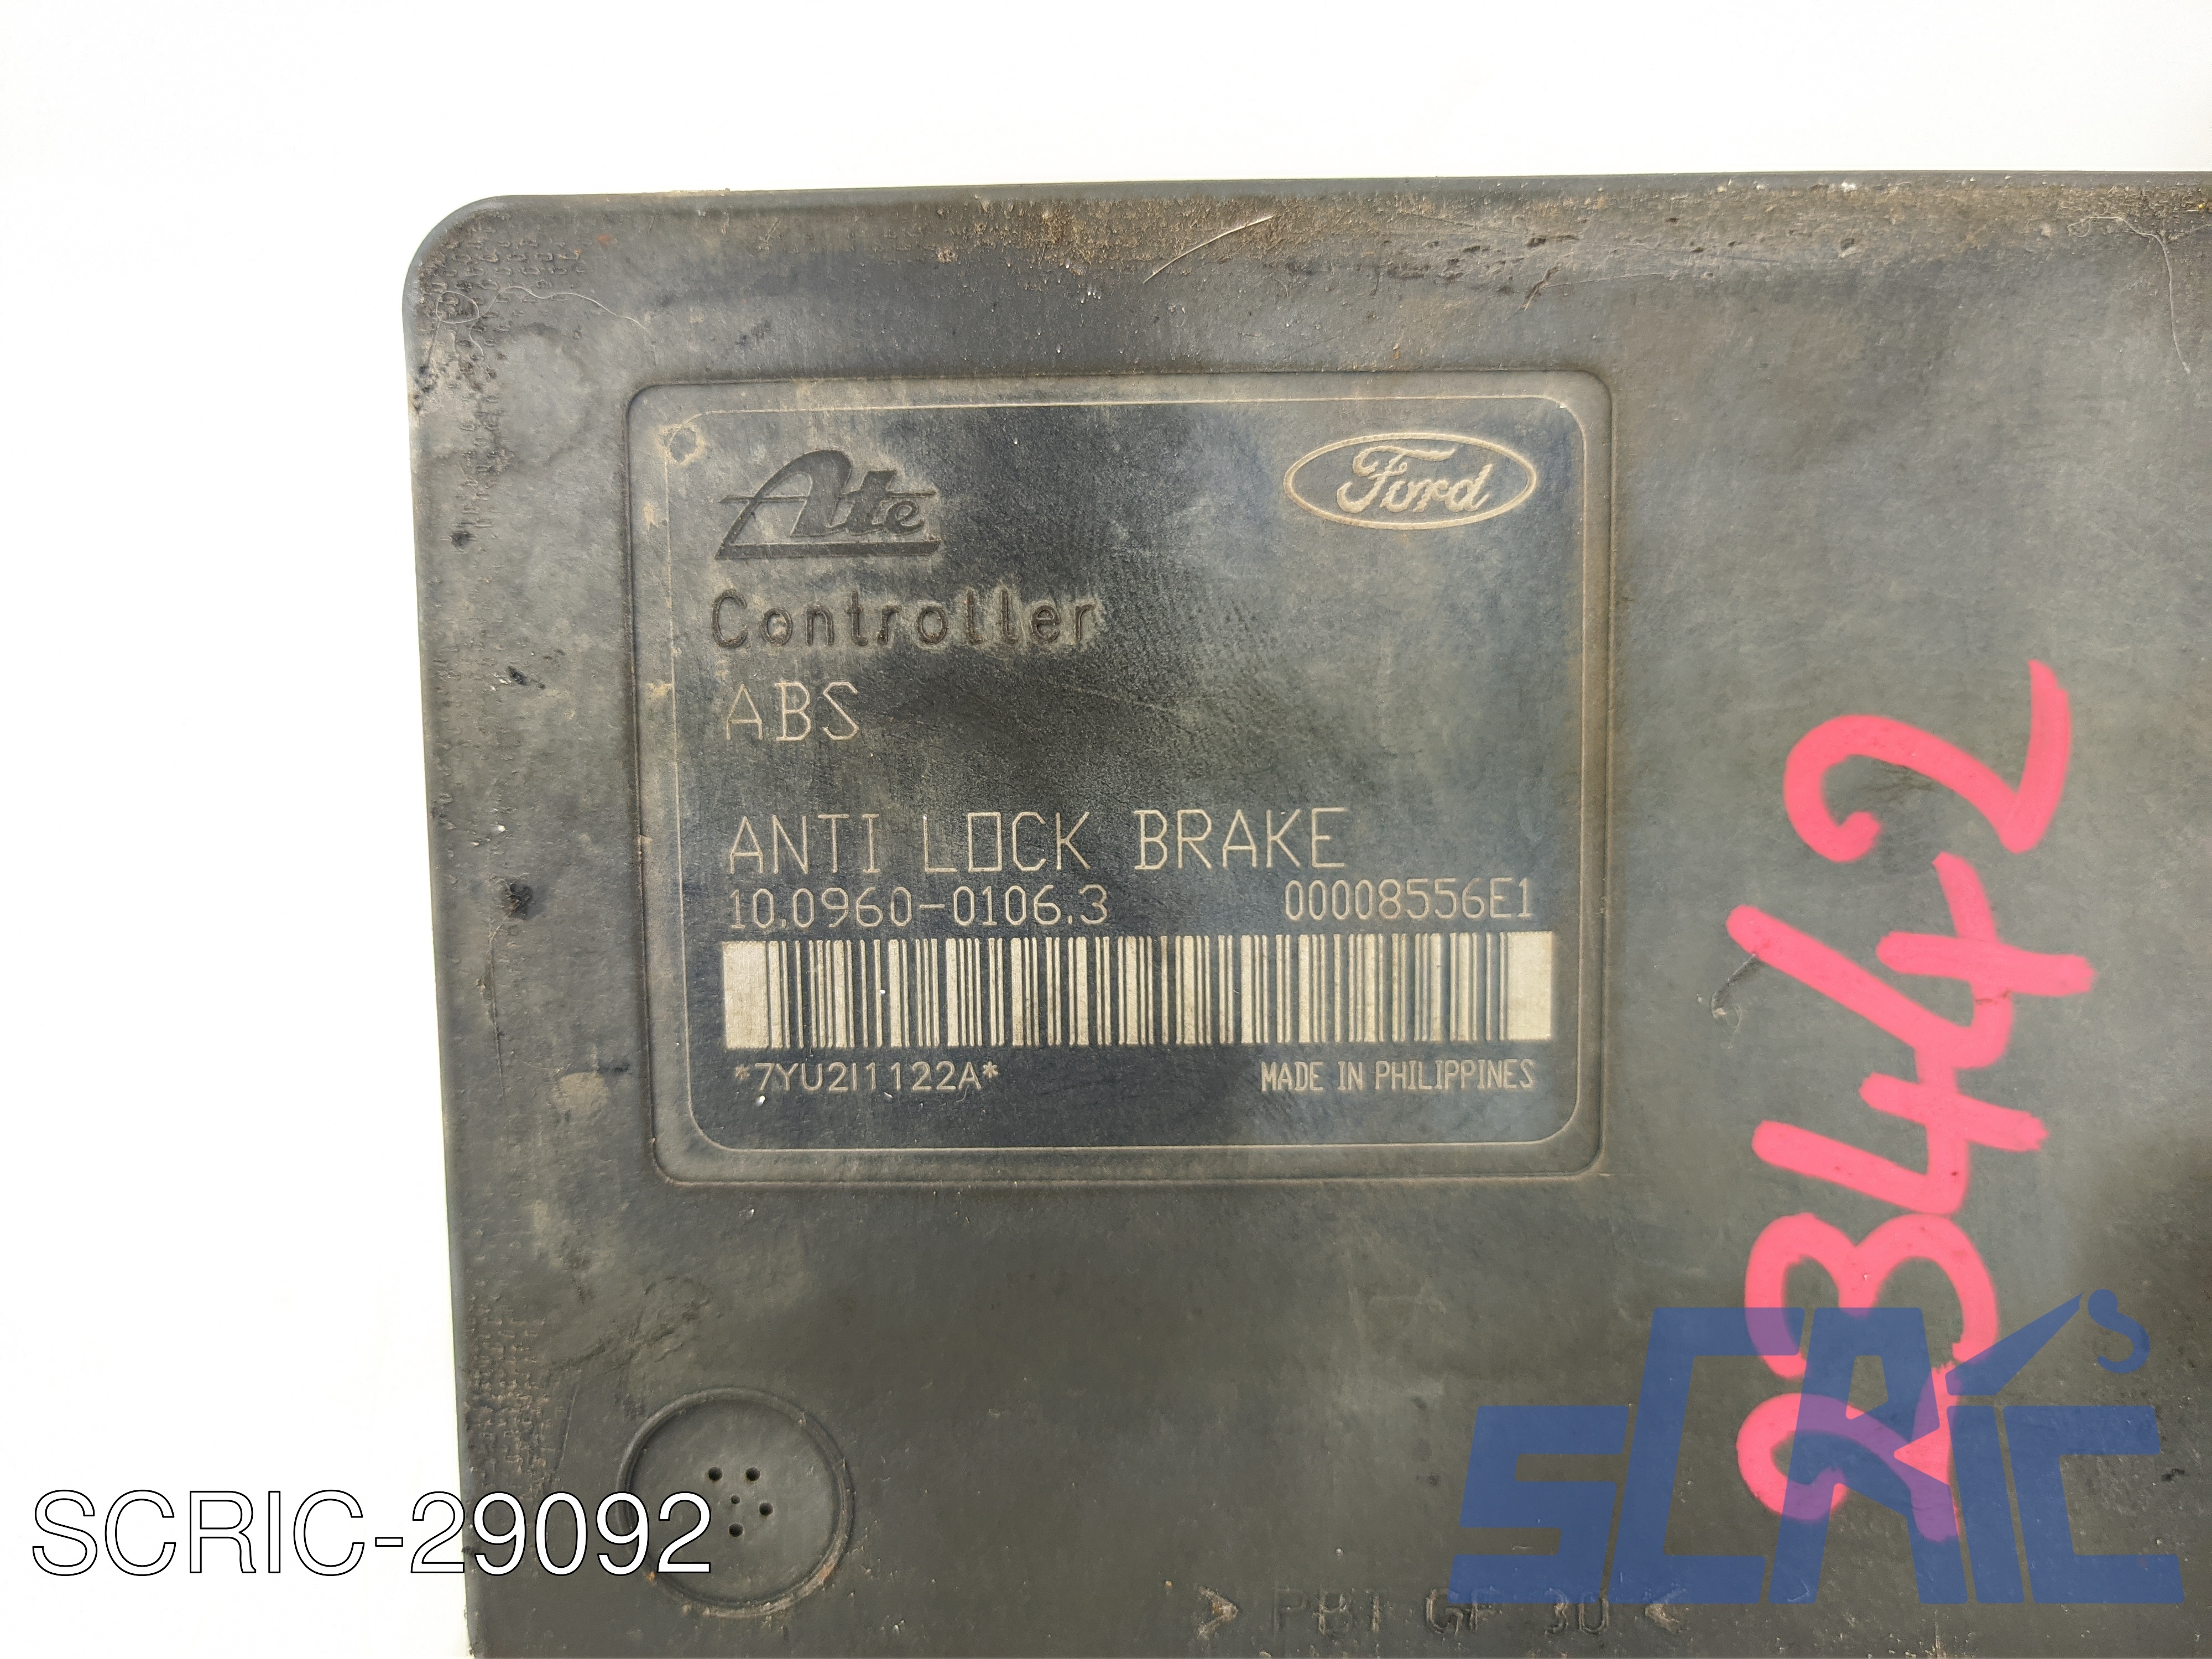 Ate
Ford
Controller
ABS
ANTI LOCK BRAKE
10.0960-0106.3 00008556E1
*7YU2I1122A* MADE IN PHILIPPINES
23442
SCRIC-29092
SCRiC's
> PBT GF 30 <